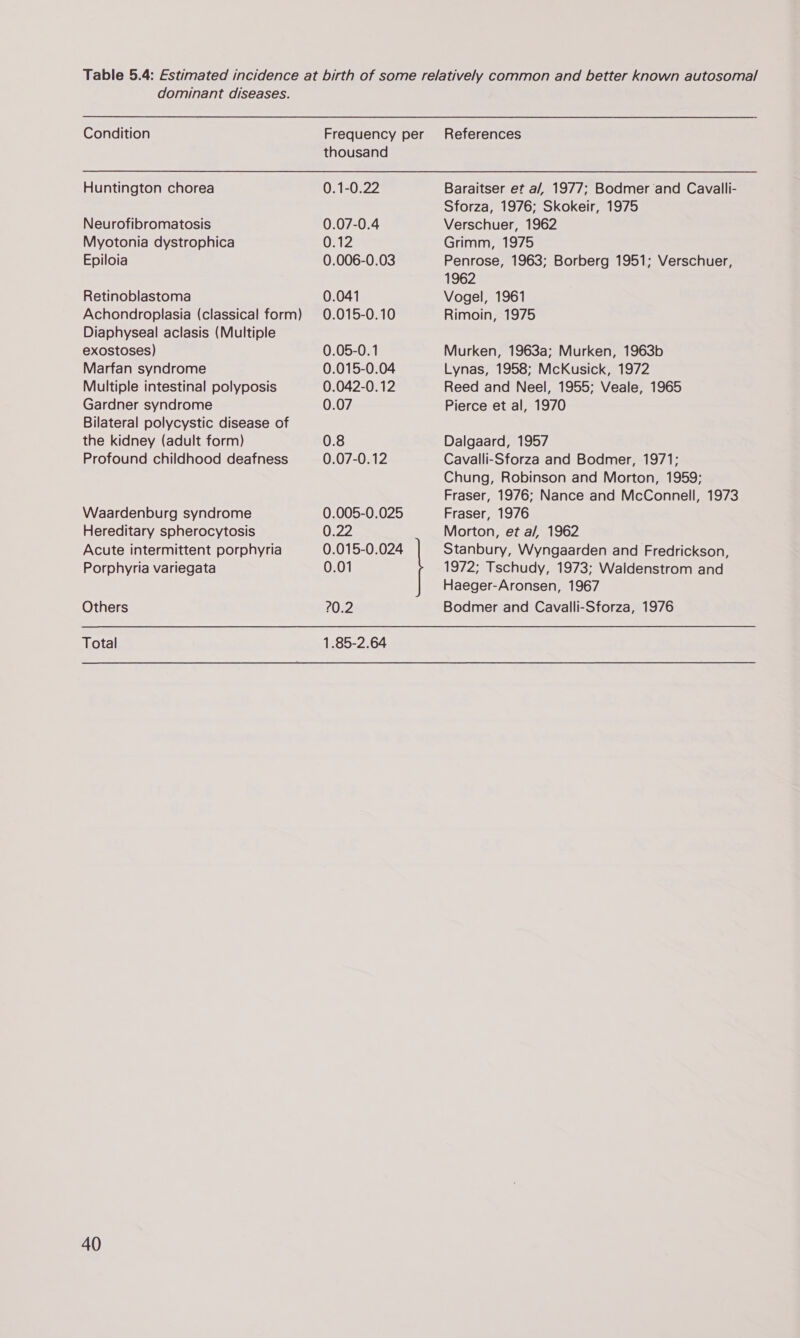 Table 5.4: Estimated incidence at birth of some relatively common and better known autosomal
dominant diseases.
Condition Frequency per References
thousand
Huntington chorea 0.1-0.22 Baraitser et al, 1977; Bodmer and Cavalli-
Sforza, 1976; Skokeir, 1975
Neurofibromatosis 0.07-0.4 Verschuer, 1962
Myotonia dystrophica 0.12 Grimm, 1975
Epiloia 0.006-0.03 Penrose, 1963; Borberg 1951; Verschuer,
1962
Retinoblastoma 0.041 Vogel, 1961
Achondroplasia (classical form) 0.015-0.10 Rimoin, 1975
Diaphyseal aclasis (Multiple
exostoses) 0.05-0.1 Murken, 1963a; Murken, 1963b
Marfan syndrome 0.015-0.04 Lynas, 1958; McKusick, 1972
Multiple intestinal polyposis 0.042-0.12 Reed and Neel, 1955; Veale, 1965
Gardner syndrome 0.07 Pierce et al, 1970
Bilateral polycystic disease of
the kidney (adult form) 0.8 Dalgaard, 1957
Profound childhood deafness 0.07-0.12 Cavalli-Sforza and Bodmer, 1971;
Chung, Robinson and Morton, 1959;
Fraser, 1976; Nance and McConnell, 1973
Waardenburg syndrome 0.005-0.025 Fraser, 1976
Hereditary spherocytosis 0.22 Morton, et al, 1962
Acute intermittent porphyria 0.015-0.024 Stanbury, Wyngaarden and Fredrickson,
Porphyria variegata 0.01 1972; Tschudy, 1973; Waldenstrom and
Haeger-Aronsen, 1967
Others ?0.2 Bodmer and Cavalli-Sforza, 1976
Total 1.85-2.64
40